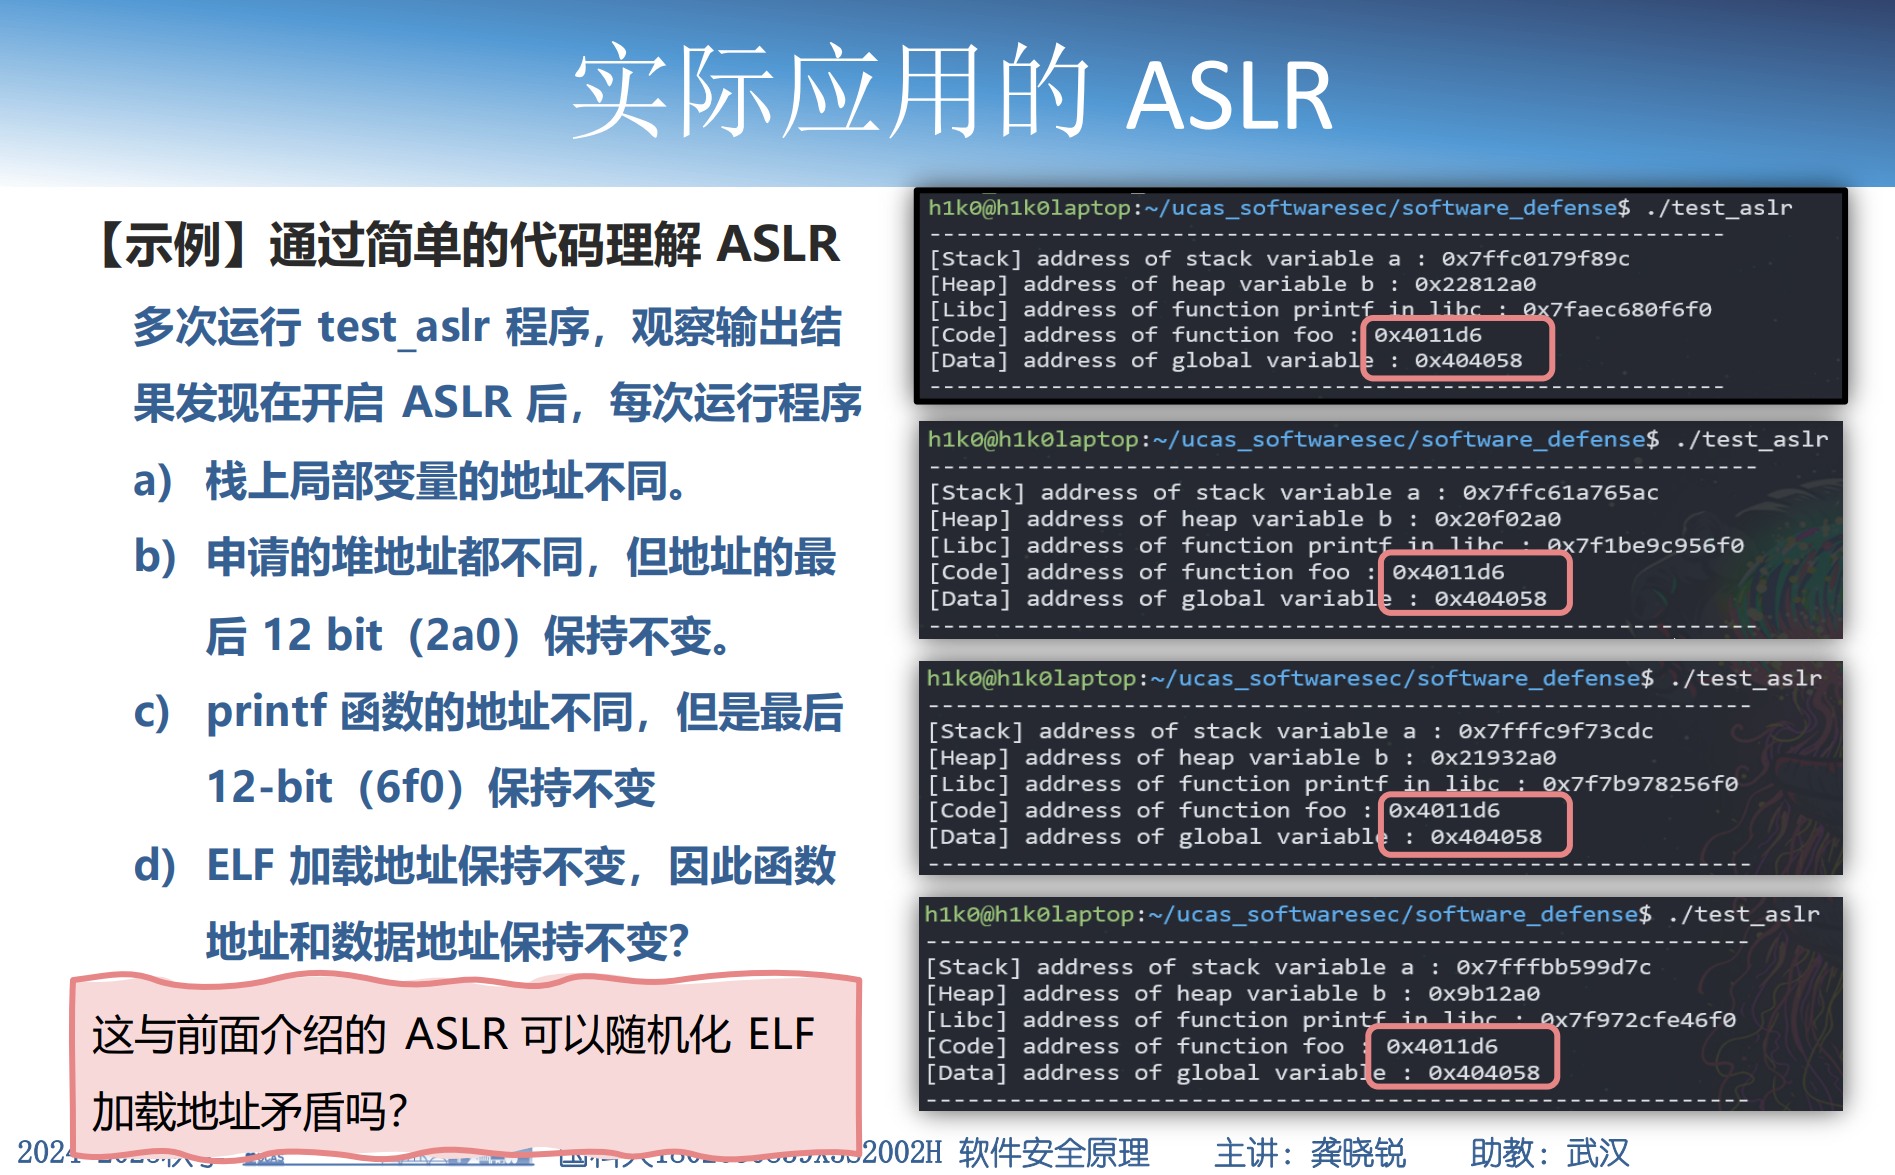 实际应用的 ASLR
【示例】通过简单的代码理解 ASLR
多次运行 test_aslr 程序，观察输出结
果发现在开启 ASLR 后，每次运行程序
a) 栈上局部变量的地址不同。
b) 申请的堆地址都不同，但地址的最
后 12 bit（2a0）保持不变。
c) printf 函数的地址不同，但是最后
12-bit（6f0）保持不变
d) ELF 加载地址保持不变，因此函数
地址和数据地址保持不变？
这与前面介绍的 ASLR 可以随机化 ELF
加载地址矛盾吗？
h1k0@h1k0laptop:~/ucas_softwaresec/software_defense$ ./test_aslr
-----------------------------------------------------------
[Stack] address of stack variable a : 0x7ffc0179f89c
[Heap] address of heap variable b : 0x22812a0
[Libc] address of function printf in libc : 0x7faec680f6f0
[Code] address of function foo : 0x4011d6
[Data] address of global variable : 0x404058
-----------------------------------------------------------
h1k0@h1k0laptop:~/ucas_softwaresec/software_defense$ ./test_aslr
-----------------------------------------------------------
[Stack] address of stack variable a : 0x7ffc61a765ac
[Heap] address of heap variable b : 0x20f02a0
[Libc] address of function printf in libc : 0x7f1be9c956f0
[Code] address of function foo : 0x4011d6
[Data] address of global variable : 0x404058
-----------------------------------------------------------
h1k0@h1k0laptop:~/ucas_softwaresec/software_defense$ ./test_aslr
-----------------------------------------------------------
[Stack] address of stack variable a : 0x7fffc9f73cdc
[Heap] address of heap variable b : 0x21932a0
[Libc] address of function printf in libc : 0x7f7b978256f0
[Code] address of function foo : 0x4011d6
[Data] address of global variable : 0x404058
-----------------------------------------------------------
h1k0@h1k0laptop:~/ucas_softwaresec/software_defense$ ./test_aslr
-----------------------------------------------------------
[Stack] address of stack variable a : 0x7fffbb599d7c
[Heap] address of heap variable b : 0x9b12a0
[Libc] address of function printf in libc : 0x7f972cfe46f0
[Code] address of function foo : 0x4011d6
[Data] address of global variable : 0x404058
-----------------------------------------------------------
2002H 软件安全原理 主讲：龚晓锐 助教：武汉